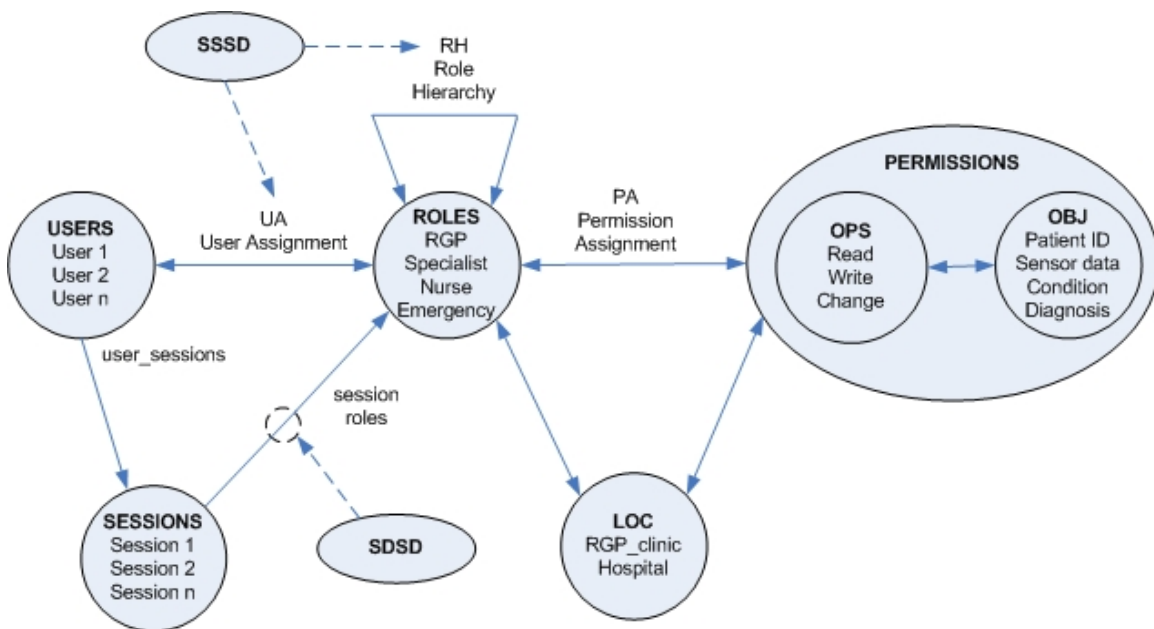 SSSD
RH
Role
Hierarchy
PERMISSIONS
USERS
User 1
User 2
User n
UA
User Assignment
ROLES
RGP
Specialist
Nurse
Emergency
PA
Permission
Assignment
OPS
Read
Write
Change
OBJ
Patient ID
Sensor data
Condition
Diagnosis
user_sessions
session
roles
SESSIONS
Session 1
Session 2
Session n
SDSD
LOC
RGP_clinic
Hospital